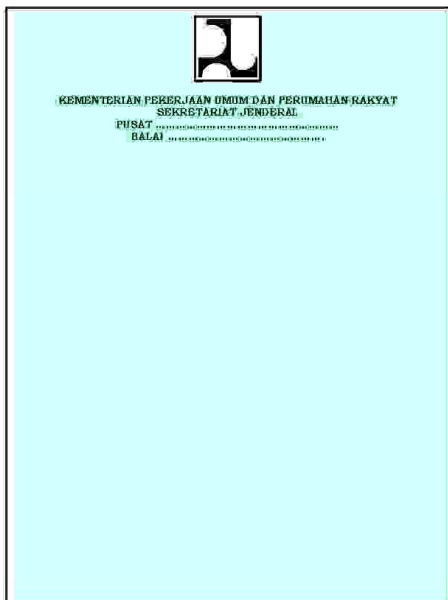 KEMENTERIAN PEKERJAAN UMUM DAN PERUMAHAN RAKYAT
SEKRETARIAT JENDERAL
PUSAT ......................................................
BALAI ..............................................